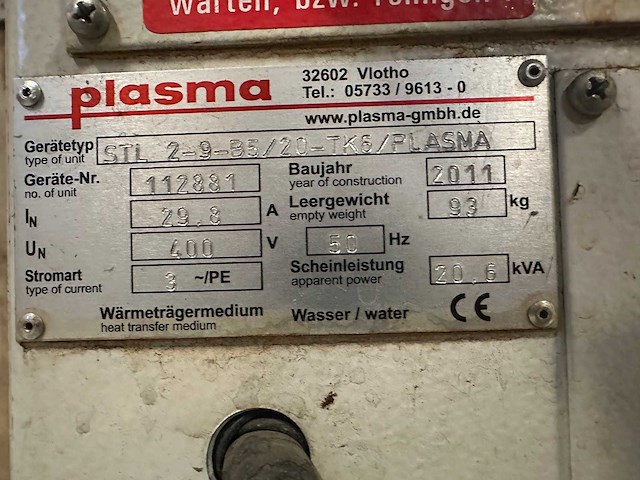 warten, bzw. reinigen
plasma
32602 Vlotho
Tel.: 05733 / 9613 - 0
www.plasma-gmbh.de
Gerätetyp
type of unit
STL 2-9-B5/20-TK6/PLASMA
Geräte-Nr.
no. of unit
112881
Baujahr
year of construction
2011
IN
29.8
A
Leergewicht
empty weight
93
kg
UN
400
V
50
Hz
Stromart
type of current
3 ~/PE
Scheinleistung
apparent power
20.6
kVA
Wärmeträgermedium
heat transfer medium
Wasser / water
CE